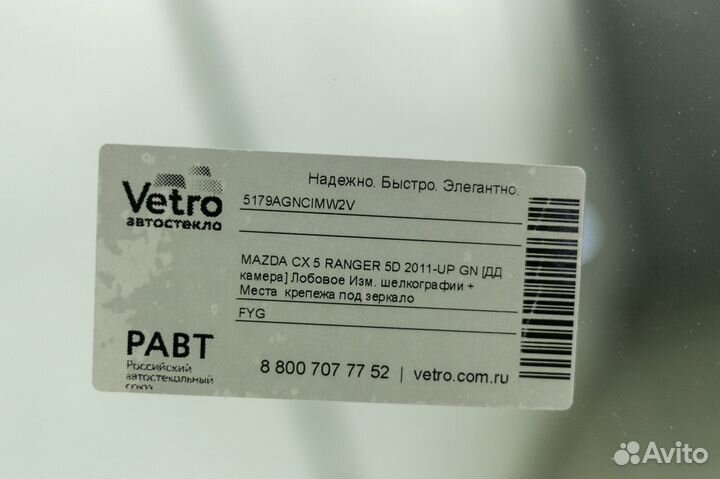 Vetro
автостекло
Надежно. Быстро. Элегантно.
5179AGNCIMW2V
MAZDA CX 5 RANGER 5D 2011-UP GN [ДД
камера] Лобовое Изм. шелкографии +
Места крепежа под зеркало
FYG
РАВТ
Российский
автостекольный
союз
8 800 707 77 52 | vetro.com.ru
Avito